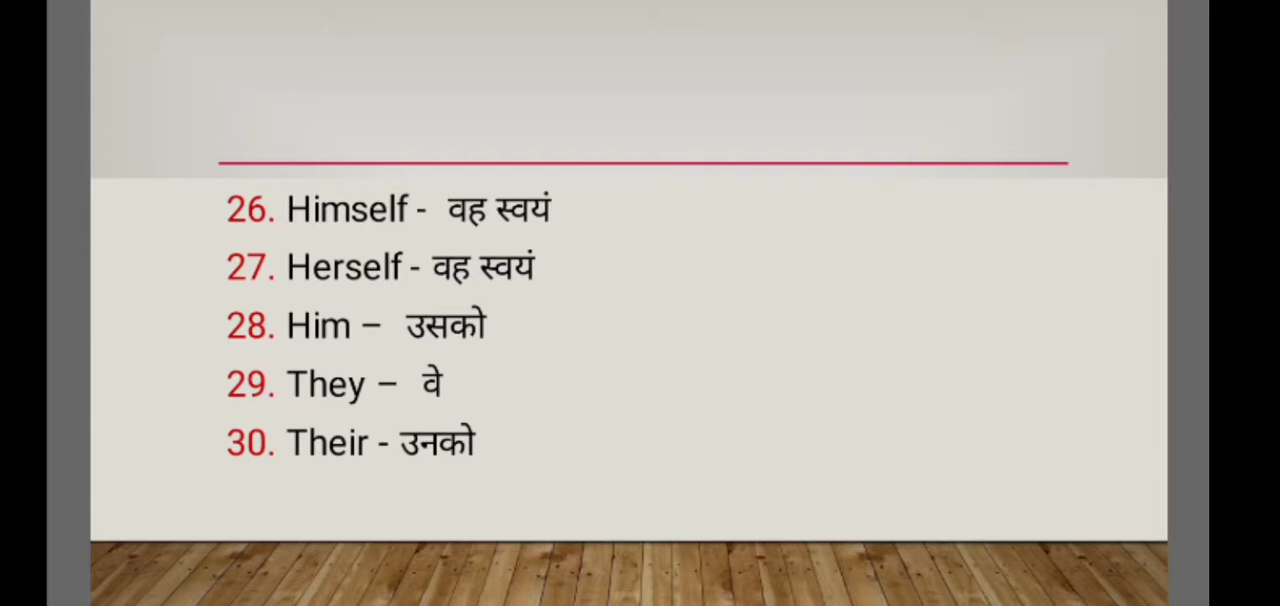 26. Himself - वह स्वयं
27. Herself - वह स्वयं
28. Him – उसको
29. They – वे
30. Their - उनको